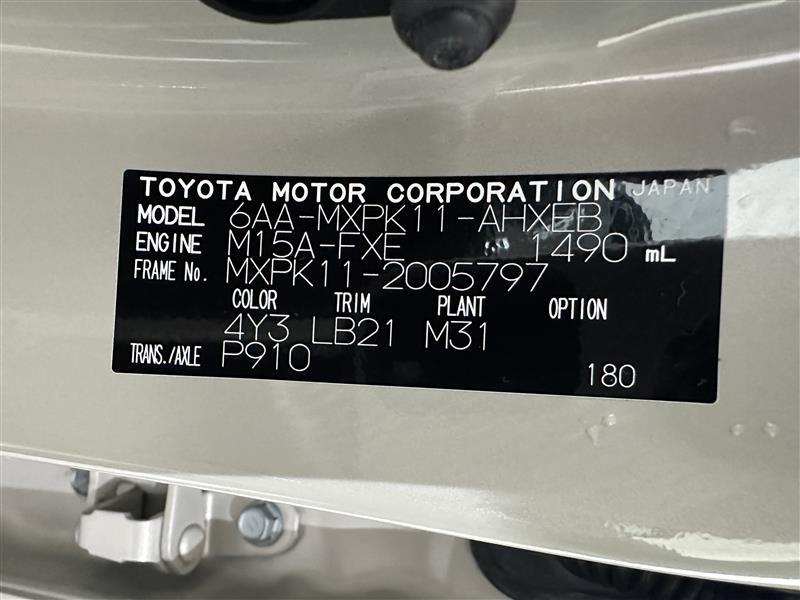 TOYOTA MOTOR CORPORATION JAPAN
MODEL 6AA-MXPK11-AHXEB
ENGINE M15A-FXE 1490 mL
FRAME No. MXPK11-2005797
COLOR TRIM PLANT OPTION
4Y3 LB21 M31
TRANS./AXLE P910
180